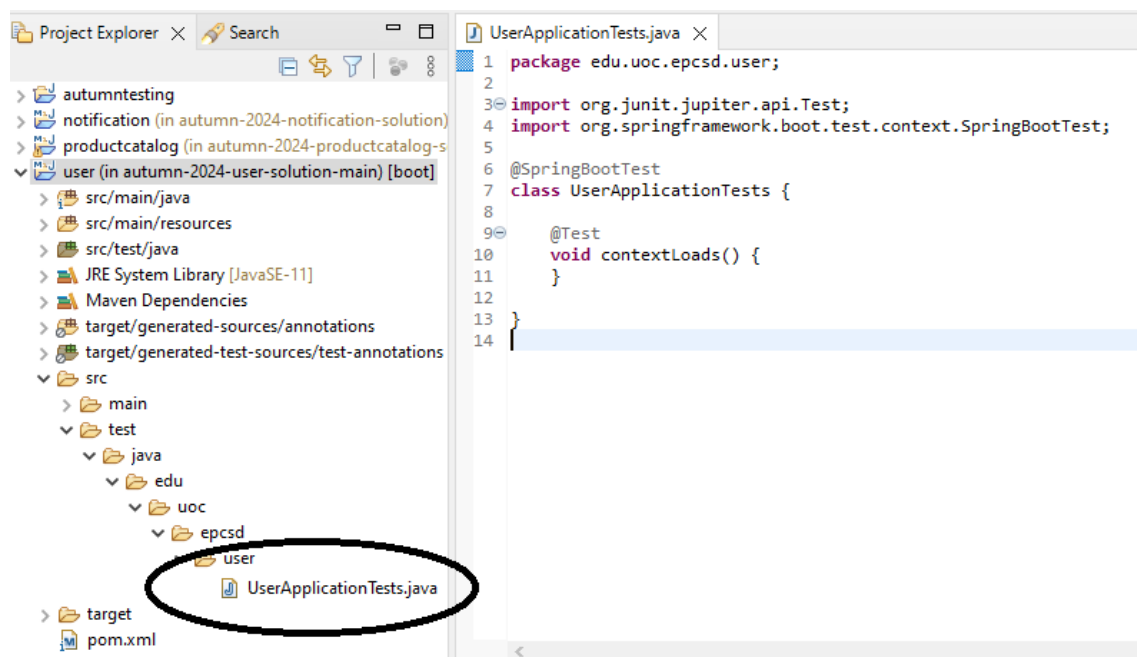 Project Explorer
Search
autumntesting
notification (in autumn-2024-notification-solution)
productcatalog (in autumn-2024-productcatalog-s
user (in autumn-2024-user-solution-main) [boot]
src/main/java
src/main/resources
src/test/java
JRE System Library [JavaSE-11]
Maven Dependencies
target/generated-sources/annotations
target/generated-test-sources/test-annotations
src
main
test
java
edu
uoc
epcsd
user
UserApplicationTests.java
target
pom.xml
UserApplicationTests.java
1 package edu.uoc.epcsd.user;
2
3 import org.junit.jupiter.api.Test;
4 import org.springframework.boot.test.context.SpringBootTest;
5
6 @SpringBootTest
7 class UserApplicationTests {
8
9 @Test
10 void contextLoads() {
11 }
12
13 }
14